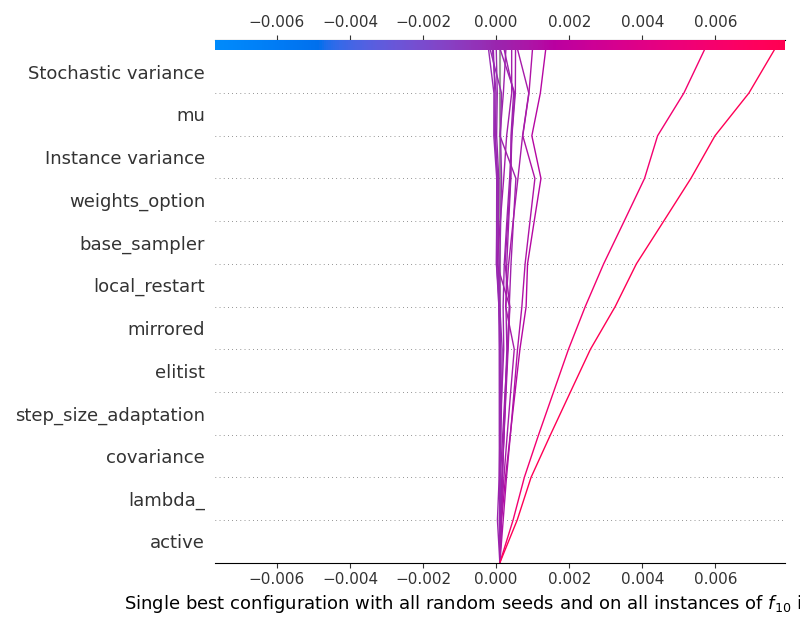 −0.006 −0.004 −0.002 0.000 0.002 0.004 0.006
Stochastic variance
mu
Instance variance
weights_option
base_sampler
local_restart
mirrored
elitist
step_size_adaptation
covariance
lambda_
active
−0.006 −0.004 −0.002 0.000 0.002 0.004 0.006
Single best configuration with all random seeds and on all instances of f₁₀ i